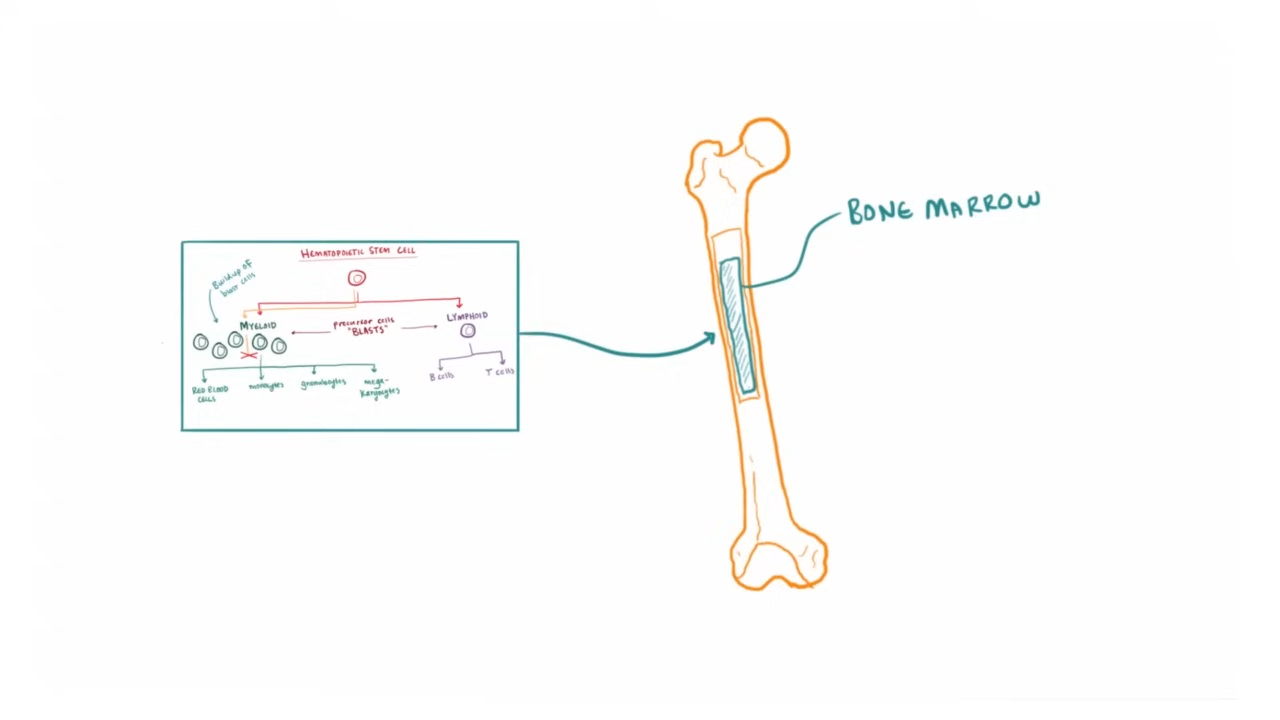 HEMATOPOIETIC STEM CELL
Buildup of
blast cells
MYELOID
precursor cells
"BLASTS"
LYMPHOID
RED BLOOD
CELLS
monocytes
granulocytes
mega-
karyocytes
B cells
T cells
BONE MARROW